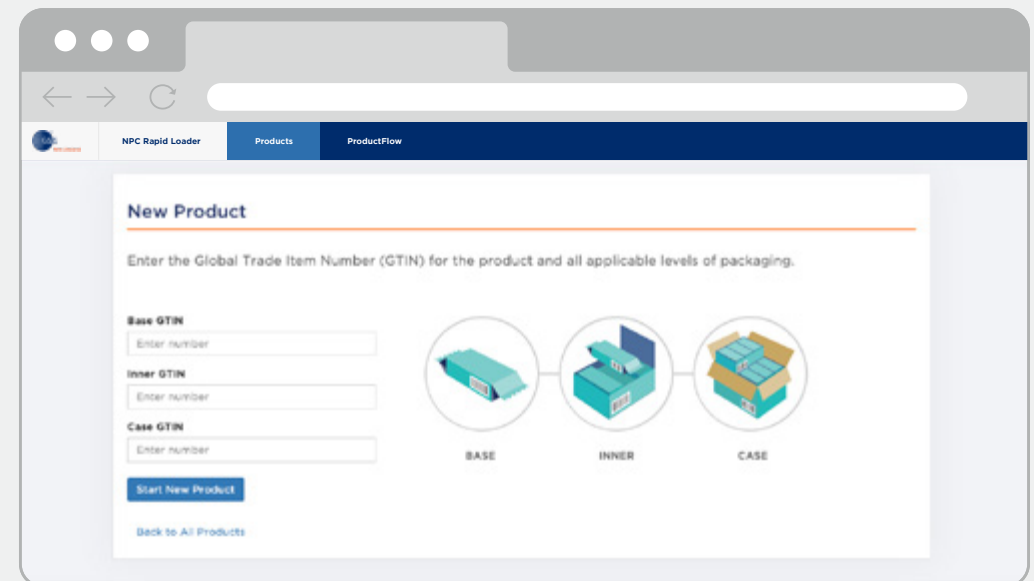 NPC Rapid Loader
Products
ProductFlow
New Product
Enter the Global Trade Item Number (GTIN) for the product and all applicable levels of packaging.
Base GTIN
Enter number
Inner GTIN
Enter number
Case GTIN
Enter number
BASE
INNER
CASE
Start New Product
Back to All Products